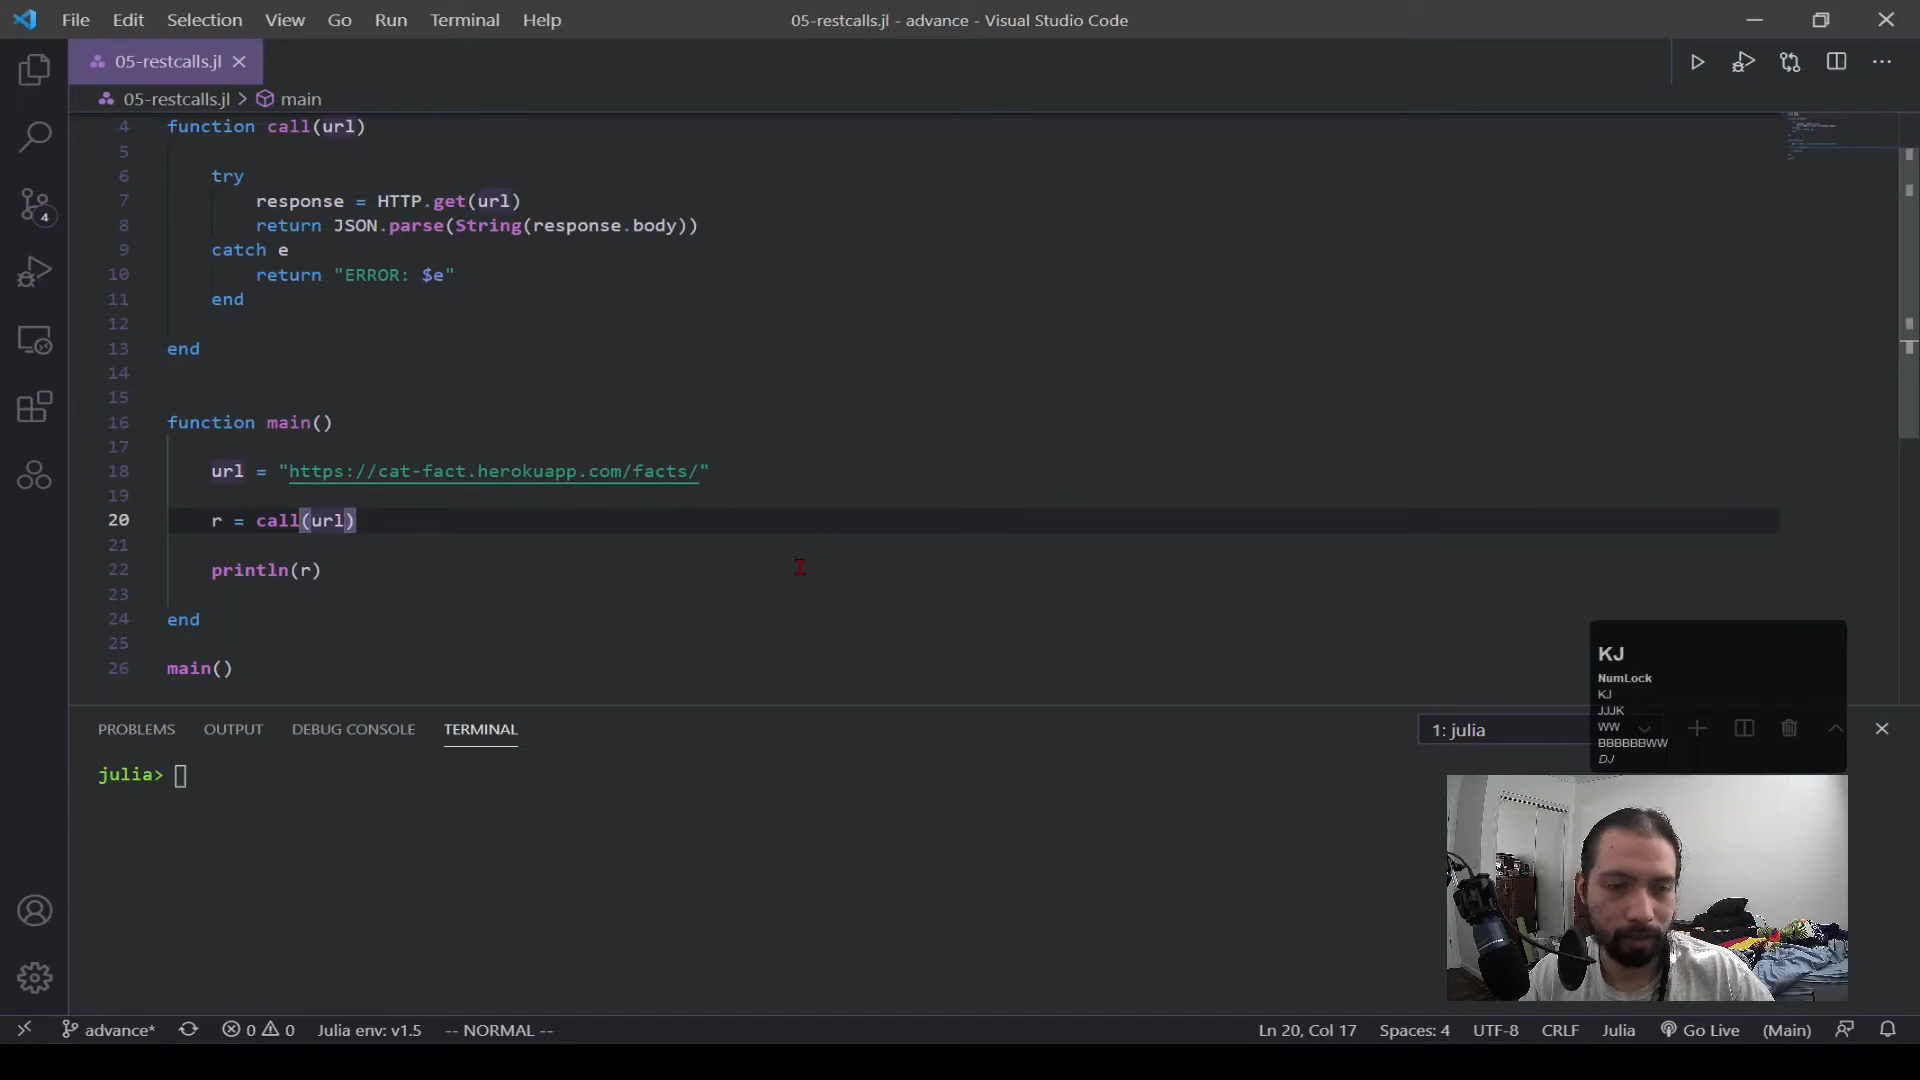 File Edit Selection View Go Run Terminal Help 05-restcalls.jl - advance - Visual Studio Code
05-restcalls.jl
05-restcalls.jl > main
4 function call(url)
5
6 try
7 response = HTTP.get(url)
8 return JSON.parse(String(response.body))
9 catch e
10 return "ERROR: $e"
11 end
12
13 end
14
15
16 function main()
17
18 url = "https://cat-fact.herokuapp.com/facts/"
19
20 r = call(url)
21
22 println(r)
23
24 end
25
26 main()
4
KJ
NumLock
KJ
JJJK
WW
BBBBBBWW
DJ
PROBLEMS OUTPUT DEBUG CONSOLE TERMINAL 1: julia
julia>
advance* 0 0 Julia env: v1.5 -- NORMAL -- Ln 20, Col 17 Spaces: 4 UTF-8 CRLF Julia Go Live (Main)